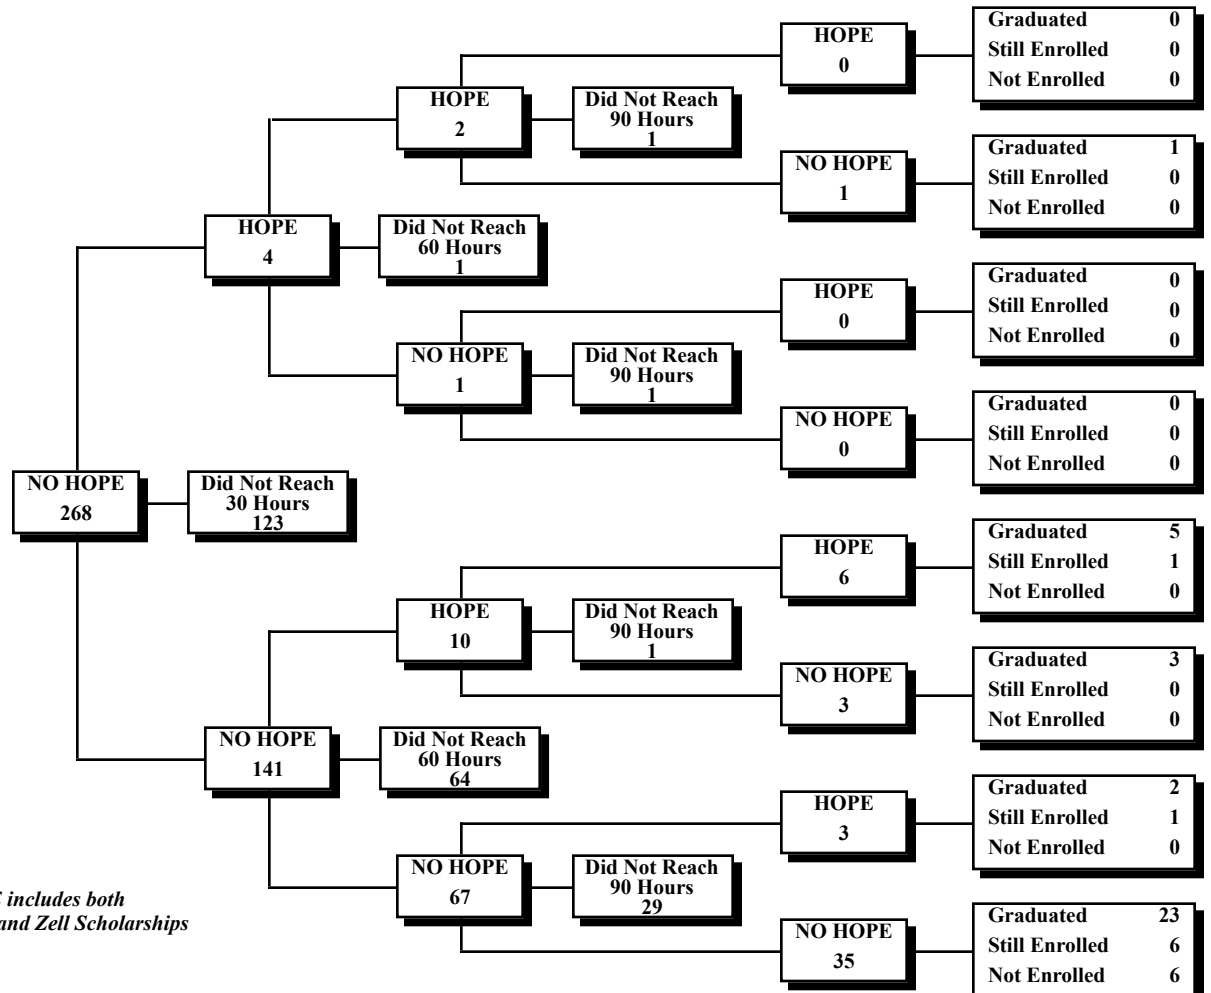 Graduated 0
Still Enrolled 0
Not Enrolled 0
HOPE
0
HOPE
2
Did Not Reach
90 Hours
1
NO HOPE
1
Graduated 1
Still Enrolled 0
Not Enrolled 0
HOPE
4
Did Not Reach
60 Hours
1
HOPE
0
Graduated 0
Still Enrolled 0
Not Enrolled 0
NO HOPE
1
Did Not Reach
90 Hours
1
NO HOPE
0
Graduated 0
Still Enrolled 0
Not Enrolled 0
NO HOPE
268
Did Not Reach
30 Hours
123
HOPE
6
Graduated 5
Still Enrolled 1
Not Enrolled 0
HOPE
10
Did Not Reach
90 Hours
1
NO HOPE
3
Graduated 3
Still Enrolled 0
Not Enrolled 0
NO HOPE
141
Did Not Reach
60 Hours
64
HOPE
3
Graduated 2
Still Enrolled 1
Not Enrolled 0
NO HOPE
67
Did Not Reach
90 Hours
29
includes both
and Zell Scholarships
NO HOPE
35
Graduated 23
Still Enrolled 6
Not Enrolled 6